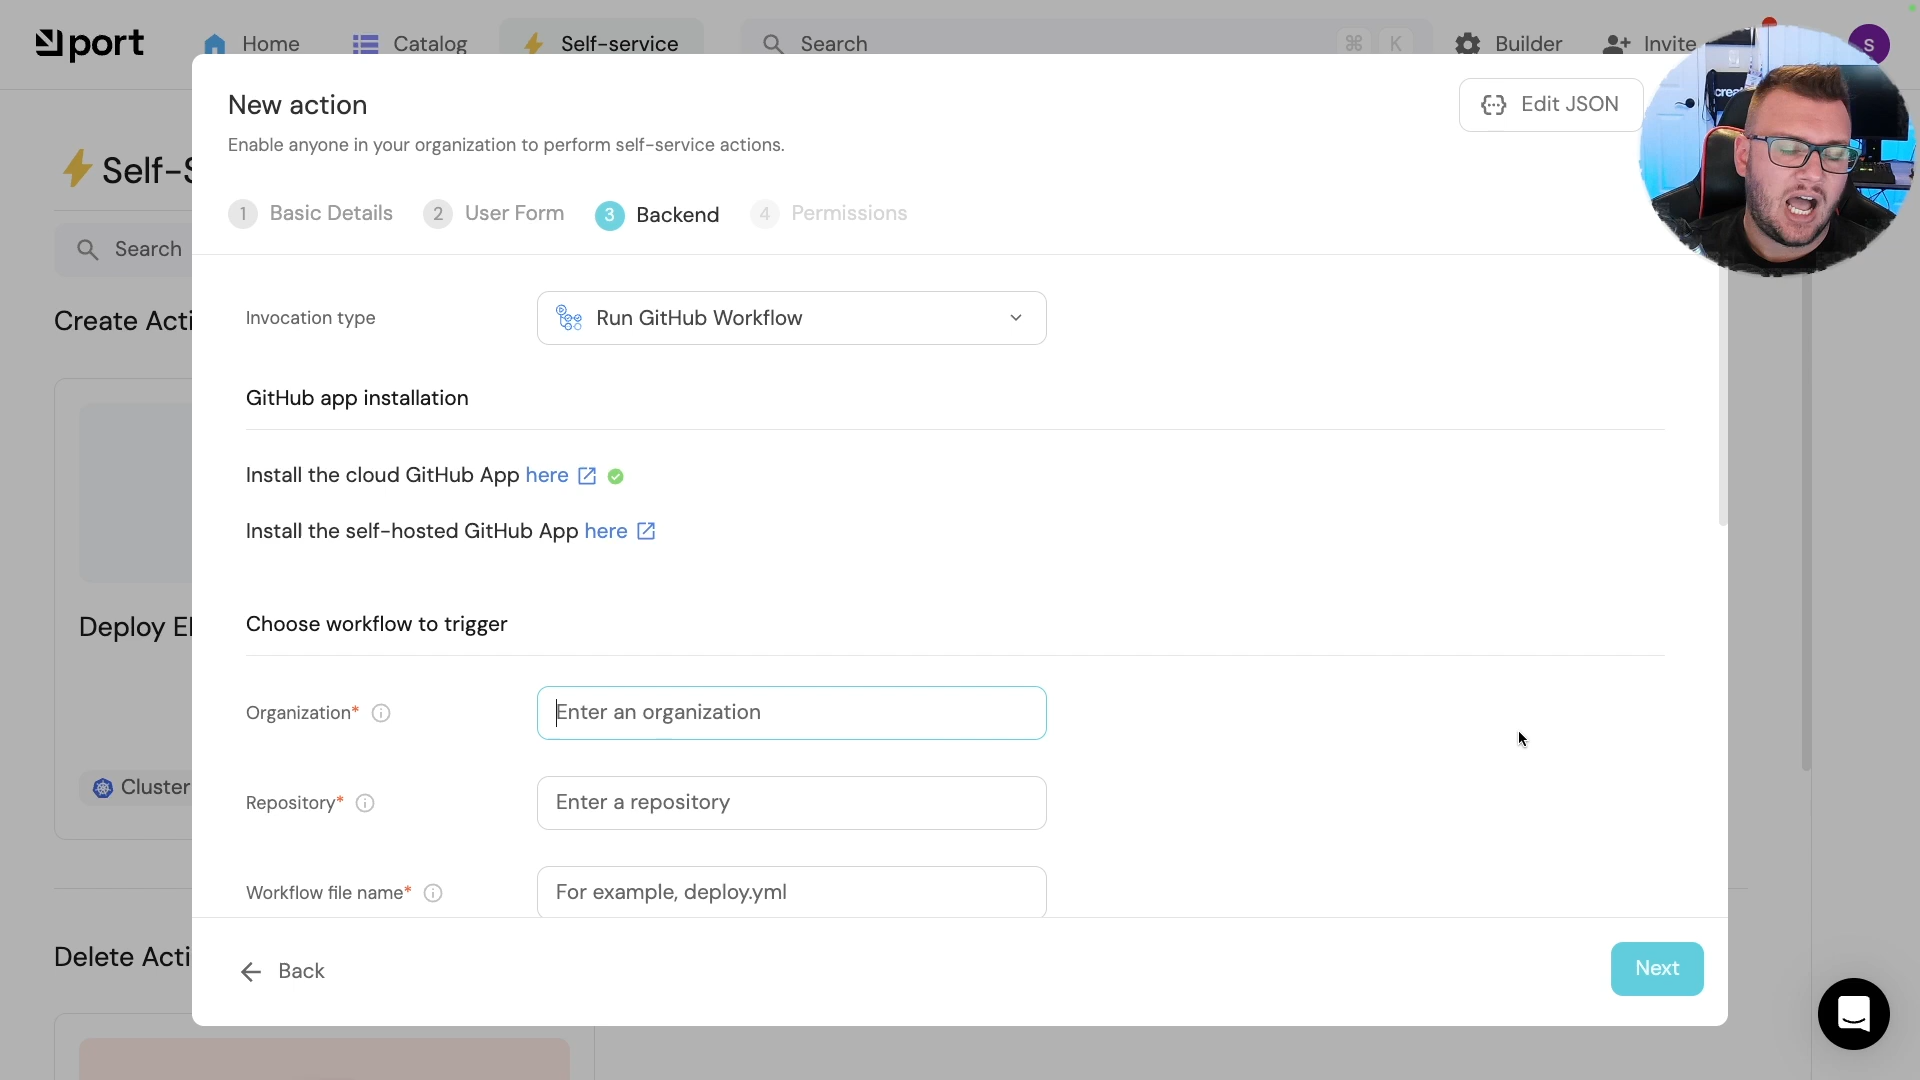 port
Home
Catalog
Self-service
Search
⌘ K
Builder
Invite
S
New action
Enable anyone in your organization to perform self-service actions.
Edit JSON
1 Basic Details
2 User Form
3 Backend
4 Permissions
Self-S
Search
Create Acti
Invocation type
Run GitHub Workflow
GitHub app installation
Install the cloud GitHub App here
Install the self-hosted GitHub App here
Choose workflow to trigger
Deploy
Organization*
Enter an organization
Cluster
Repository*
Enter a repository
Workflow file name*
For example, deploy.yml
Delete Acti
Back
Next